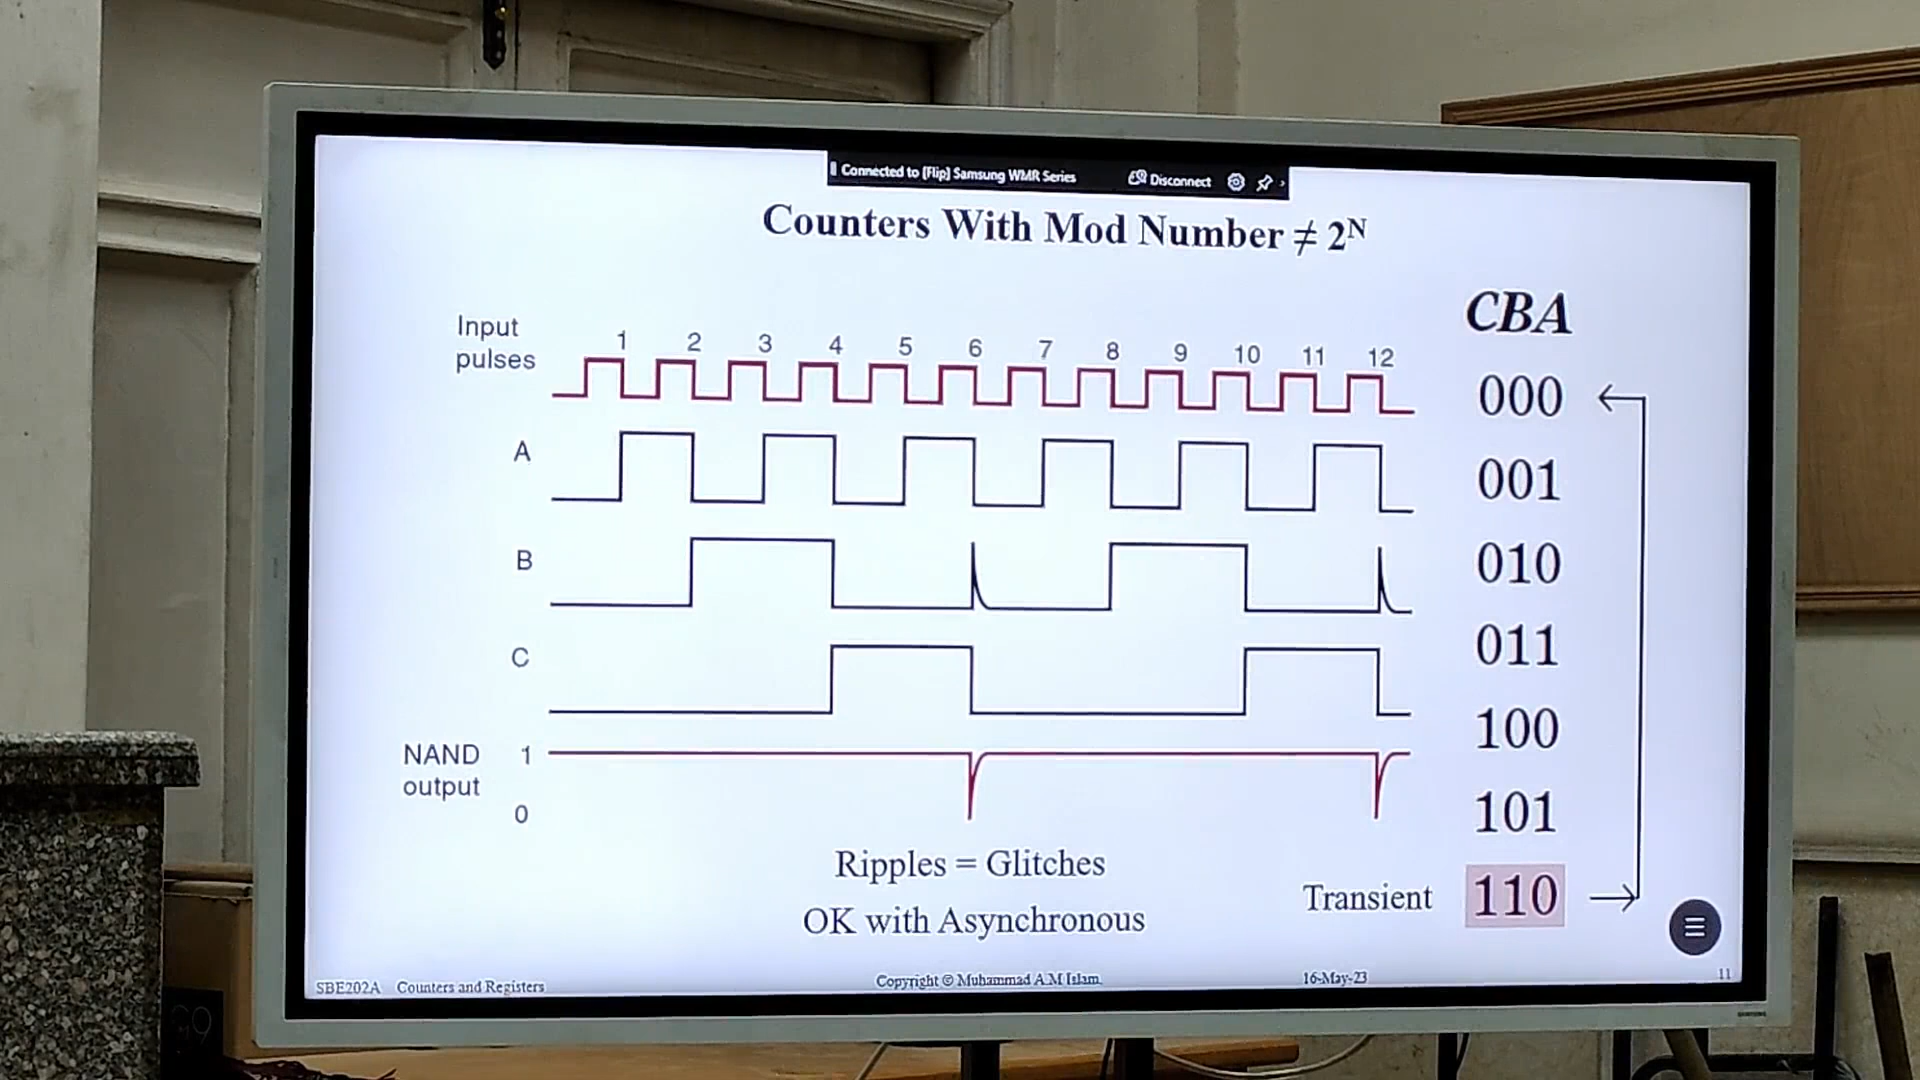 Connected to [Flip] Samsung WMR Series Disconnect
Counters With Mod Number ≠ 2ᴺ
Input pulses
1 2 3 4 5 6 7 8 9 10 11 12
A
B
C
NAND output
1
0
CBA
000
001
010
011
100
101
Transient 110
Ripples = Glitches
OK with Asynchronous
SBE202A Counters and Registers
Copyright © Muhammad A.M Islam
16-May-23
11